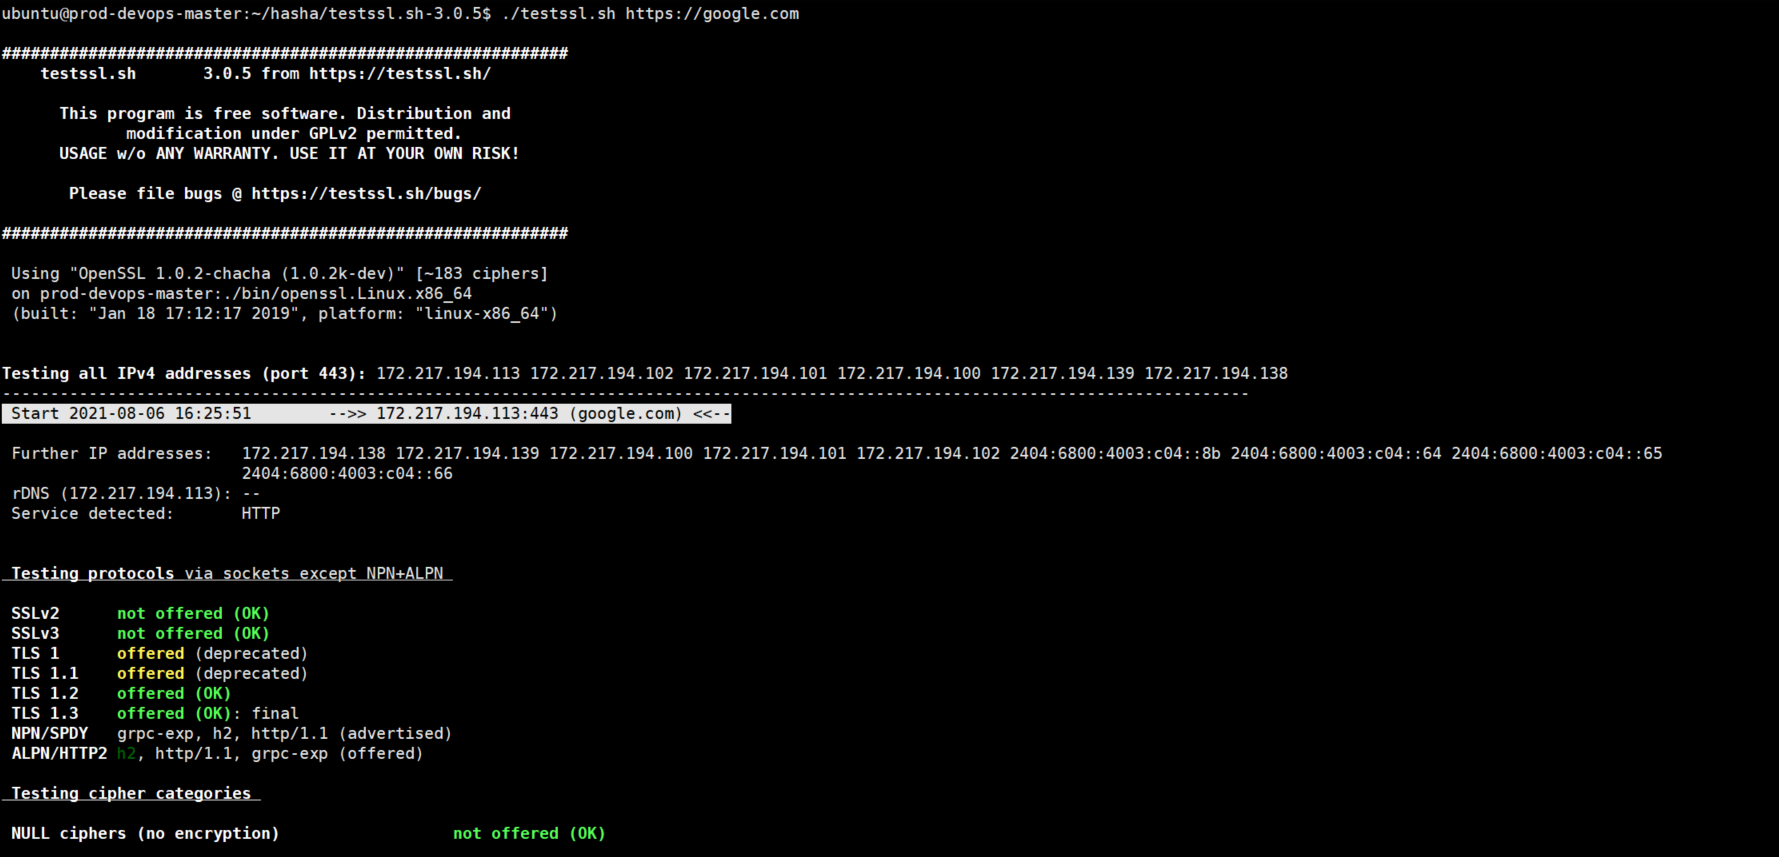 ubuntu@prod-devops-master:~/hasha/testssl.sh-3.0.5$ ./testssl.sh https://google.com
###########################################################
testssl.sh       3.0.5 from https://testssl.sh/
This program is free software. Distribution and
modification under GPLv2 permitted.
USAGE w/o ANY WARRANTY. USE IT AT YOUR OWN RISK!
Please file bugs @ https://testssl.sh/bugs/
###########################################################
Using "OpenSSL 1.0.2-chacha (1.0.2k-dev)" [~183 ciphers]
on prod-devops-master:./bin/openssl.Linux.x86_64
(built: "Jan 18 17:12:17 2019", platform: "linux-x86_64")
Testing all IPv4 addresses (port 443): 172.217.194.113 172.217.194.102 172.217.194.101 172.217.194.100 172.217.194.139 172.217.194.138
----------------------------------------------------------------------------------------------------------------------------------
Start 2021-08-06 16:25:51        -->> 172.217.194.113:443 (google.com) <<--
Further IP addresses:   172.217.194.138 172.217.194.139 172.217.194.100 172.217.194.101 172.217.194.102 2404:6800:4003:c04::8b 2404:6800:4003:c04::64 2404:6800:4003:c04::65
2404:6800:4003:c04::66
rDNS (172.217.194.113): --
Service detected:       HTTP
Testing protocols via sockets except NPN+ALPN
SSLv2      not offered (OK)
SSLv3      not offered (OK)
TLS 1      offered (deprecated)
TLS 1.1    offered (deprecated)
TLS 1.2    offered (OK)
TLS 1.3    offered (OK): final
NPN/SPDY   grpc-exp, h2, http/1.1 (advertised)
ALPN/HTTP2 h2, http/1.1, grpc-exp (offered)
Testing cipher categories
NULL ciphers (no encryption)                  not offered (OK)